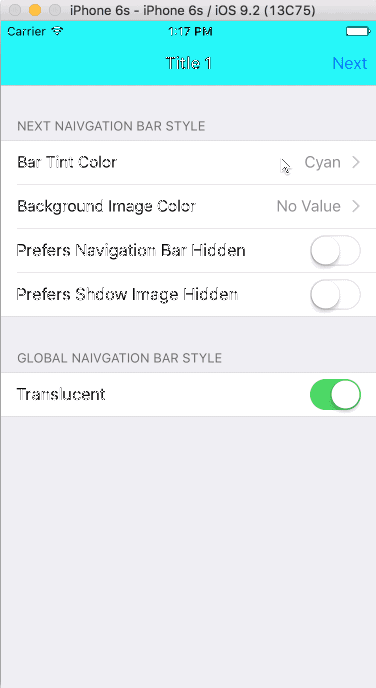 iPhone 6s - iPhone 6s / iOS 9.2 (13C75)
Carrier 1:17 PM
Title 1 Next
NEXT NAIVGATION BAR STYLE
Bar Tint Color Cyan
Background Image Color No Value
Prefers Navigation Bar Hidden
Prefers Shdow Image Hidden
GLOBAL NAIVGATION BAR STYLE
Translucent